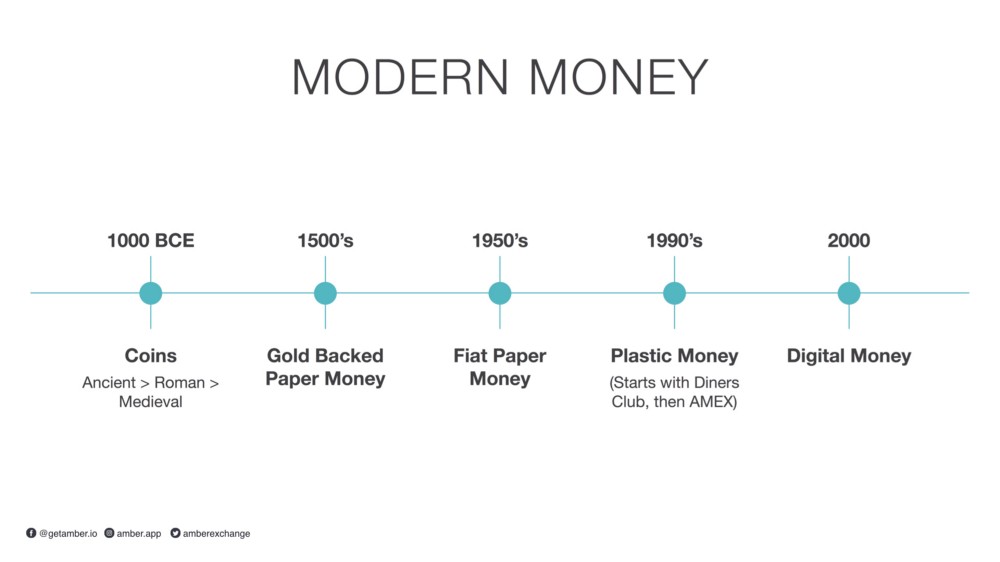 MODERN MONEY
1000 BCE
1500’s
1950’s
1990’s
2000
Coins
Ancient > Roman >
Medieval
Gold Backed
Paper Money
Fiat Paper
Money
Plastic Money
(Starts with Diners
Club, then AMEX)
Digital Money
@getamber.io amber.app amberexchange